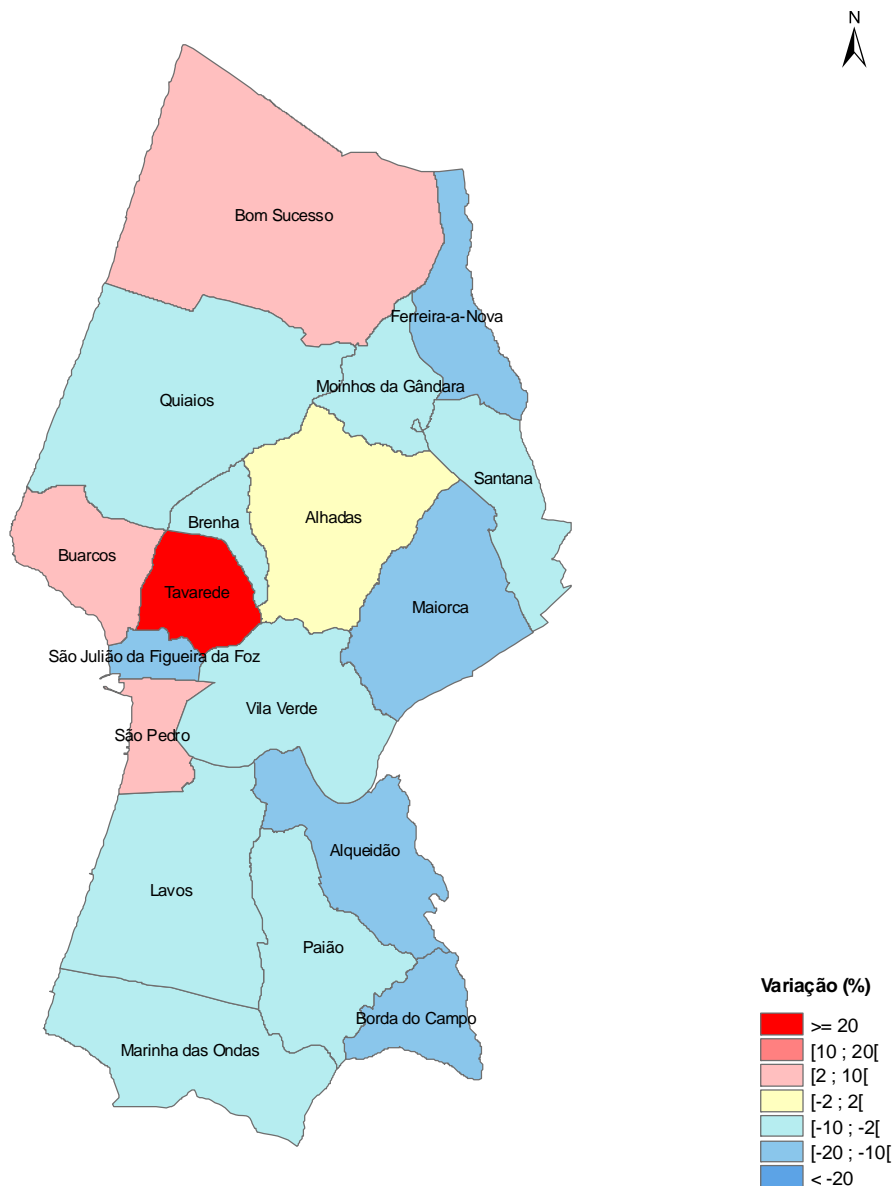 N
Bom Sucesso
Ferreira-a-Nova
Moinhos da Gândara
Quiaios
Santana
Alhadas
Brenha
Buarcos
Tavarede
Maiorca
São Julião da Figueira da Foz
Vila Verde
São Pedro
Alqueidão
Lavos
Paião
Borda do Campo
Marinha das Ondas
Variação (%)
>= 20
[10 ; 20[
[2 ; 10[
[-2 ; 2[
[-10 ; -2[
[-20 ; -10[
< -20